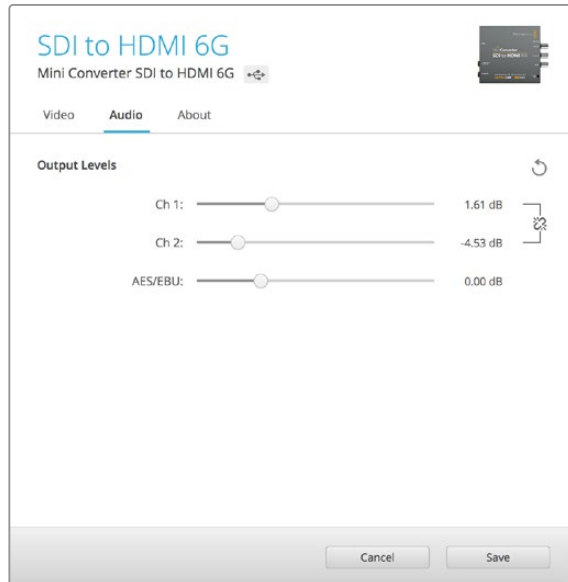 SDI to HDMI 6G
Mini Converter SDI to HDMI 6G
Video Audio About
Output Levels
Ch 1: 1.61 dB
Ch 2: -4.53 dB
AES/EBU: 0.00 dB
Cancel Save